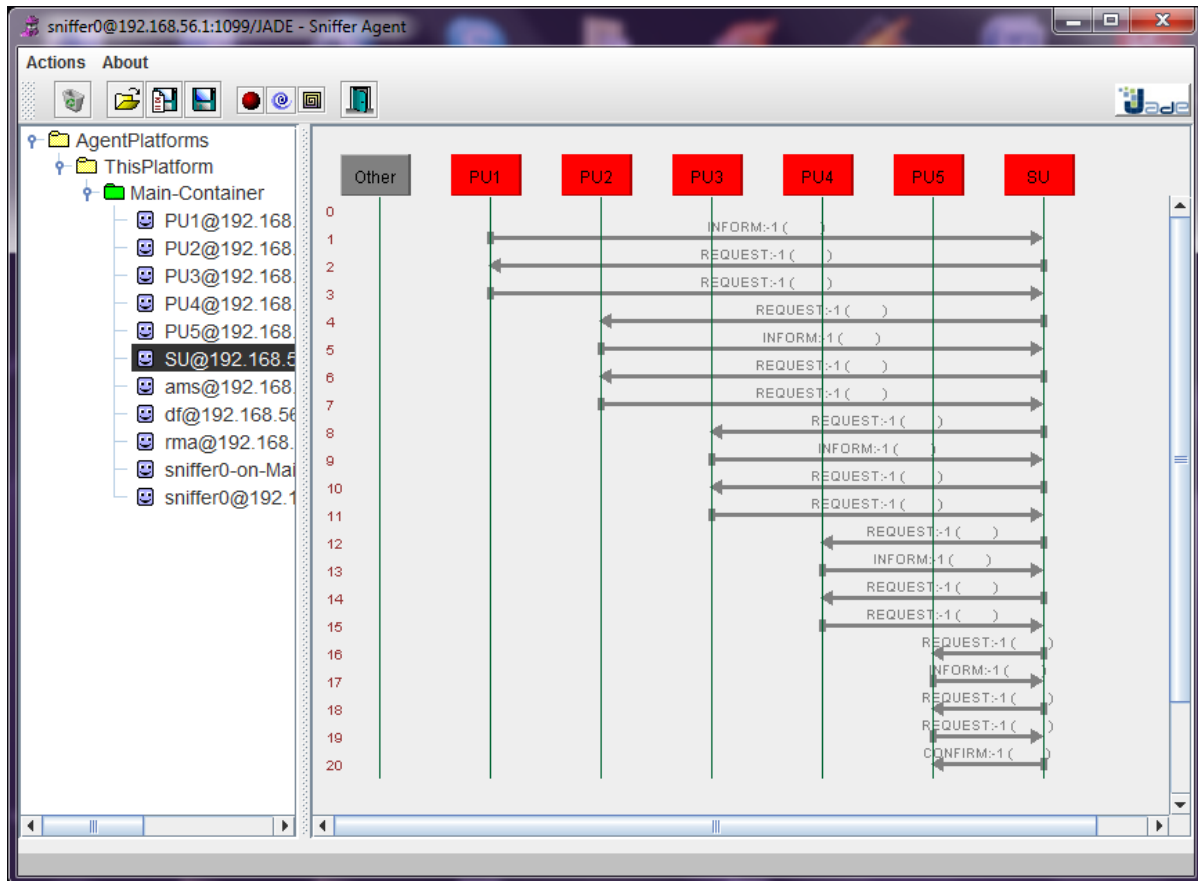 sniffer0@192.168.56.1:1099/JADE - Sniffer Agent
Actions About
Jade
AgentPlatforms
ThisPlatform
Main-Container
PU1@192.168.
PU2@192.168.
PU3@192.168.
PU4@192.168.
PU5@192.168.
SU@192.168.5
ams@192.168.
df@192.168.56
rma@192.168.
sniffer0-on-Mai
sniffer0@192.1
Other PU1 PU2 PU3 PU4 PU5 SU
0
INFORM:-1 ( )
1
REQUEST:-1 ( )
2
REQUEST:-1 ( )
3
REQUEST:-1 ( )
4
INFORM:-1 ( )
5
REQUEST:-1 ( )
6
REQUEST:-1 ( )
7
REQUEST:-1 ( )
8
INFORM:-1 ( )
9
REQUEST:-1 ( )
10
REQUEST:-1 ( )
11
REQUEST:-1 ( )
12
INFORM:-1 ( )
13
REQUEST:-1 ( )
14
REQUEST:-1 ( )
15
REQUEST:-1 ( )
16
INFORM:-1 ( )
17
REQUEST:-1 ( )
18
REQUEST:-1 ( )
19
CONFIRM:-1 ( )
20